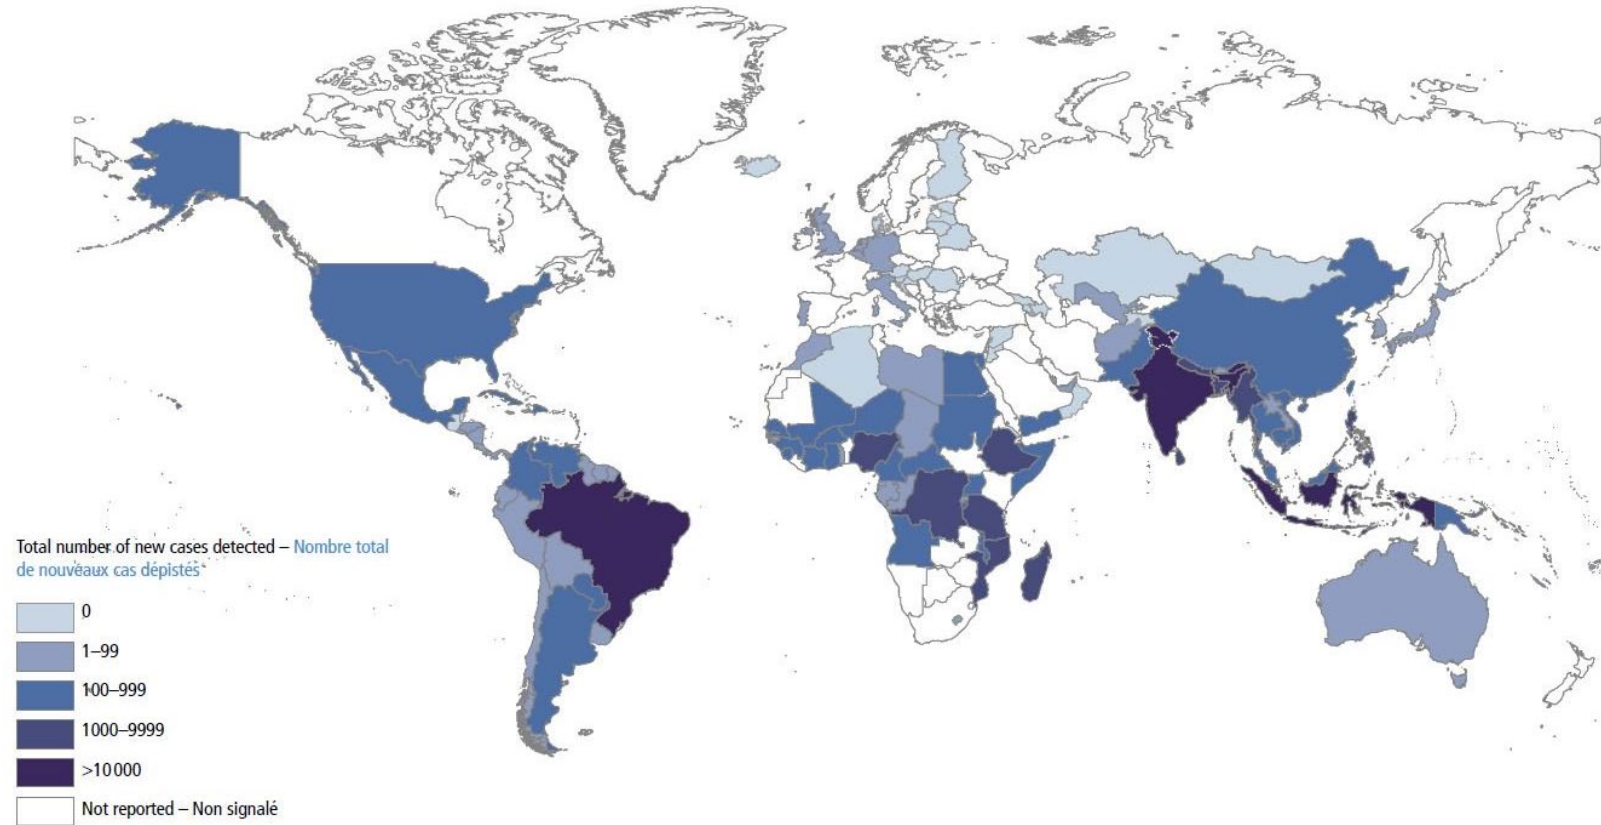 Total number of new cases detected – Nombre total
de nouveaux cas dépistés
0
1–99
100–999
1000–9999
>10 000
Not reported – Non signalé